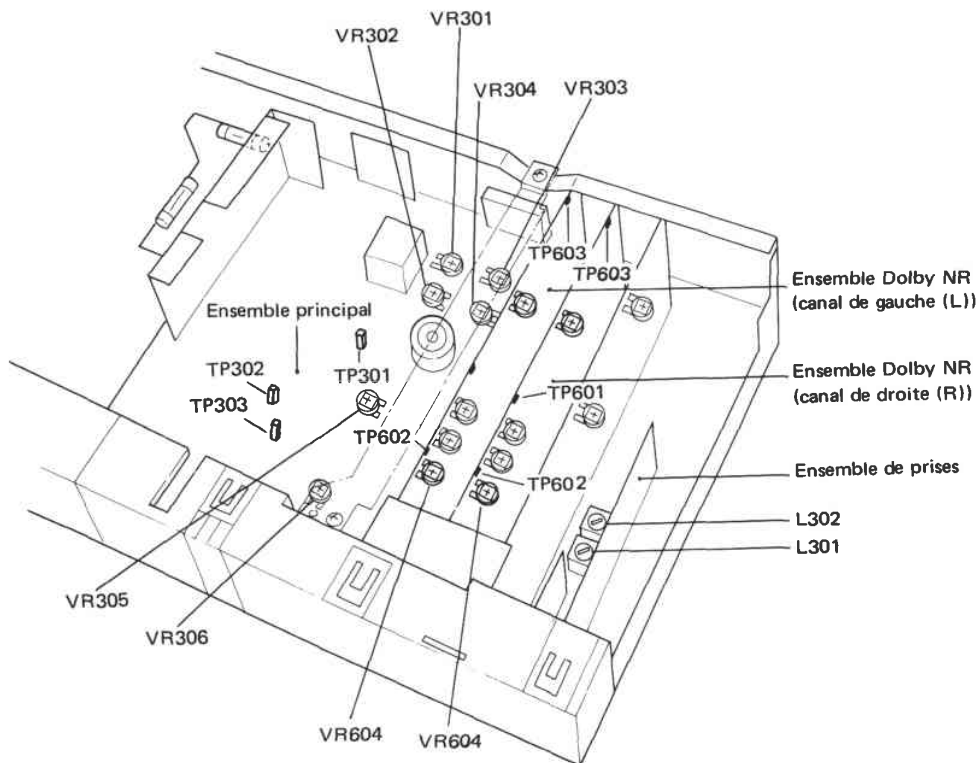 VR301
VR302
VR304
VR303
TP603
TP603
Ensemble Dolby NR
(canal de gauche (L))
Ensemble principal
TP301
TP302
TP303
Ensemble Dolby NR
(canal de droite (R))
TP601
TP602
TP602
Ensemble de prises
L302
L301
VR305
VR306
VR604
VR604